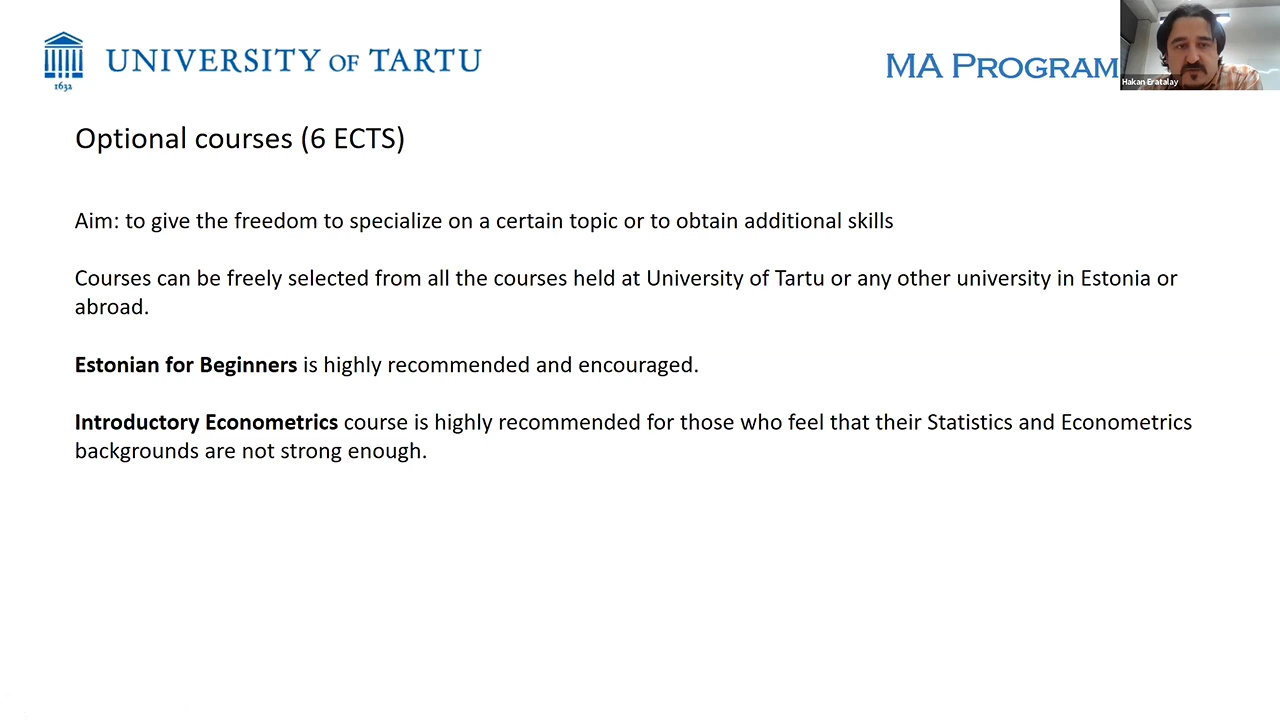 UNIVERSITY OF TARTU
1632
MA PROGRAM
Hakan Eratalay
Optional courses (6 ECTS)
Aim: to give the freedom to specialize on a certain topic or to obtain additional skills
Courses can be freely selected from all the courses held at University of Tartu or any other university in Estonia or
abroad.
Estonian for Beginners is highly recommended and encouraged.
Introductory Econometrics course is highly recommended for those who feel that their Statistics and Econometrics
backgrounds are not strong enough.